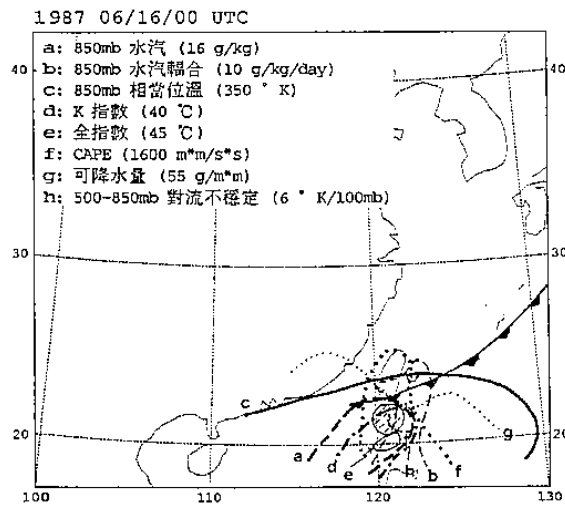 1987 06/16/00 UTC
a: 850mb 水汽 (16 g/kg)
b: 850mb 水汽輻合 (10 g/kg/day)
c: 850mb 相當位溫 (350 ° K)
d: K 指數 (40 ℃)
e: 全指數 (45 ℃)
f: CAPE (1600 m*m/s*s)
g: 可降水量 (55 g/m*m)
h: 500-850mb 對流不穩定 (6 ° K/100mb)
40
40
30
30
20
20
c
a
d
e
h
b
f
g
100
110
120
130